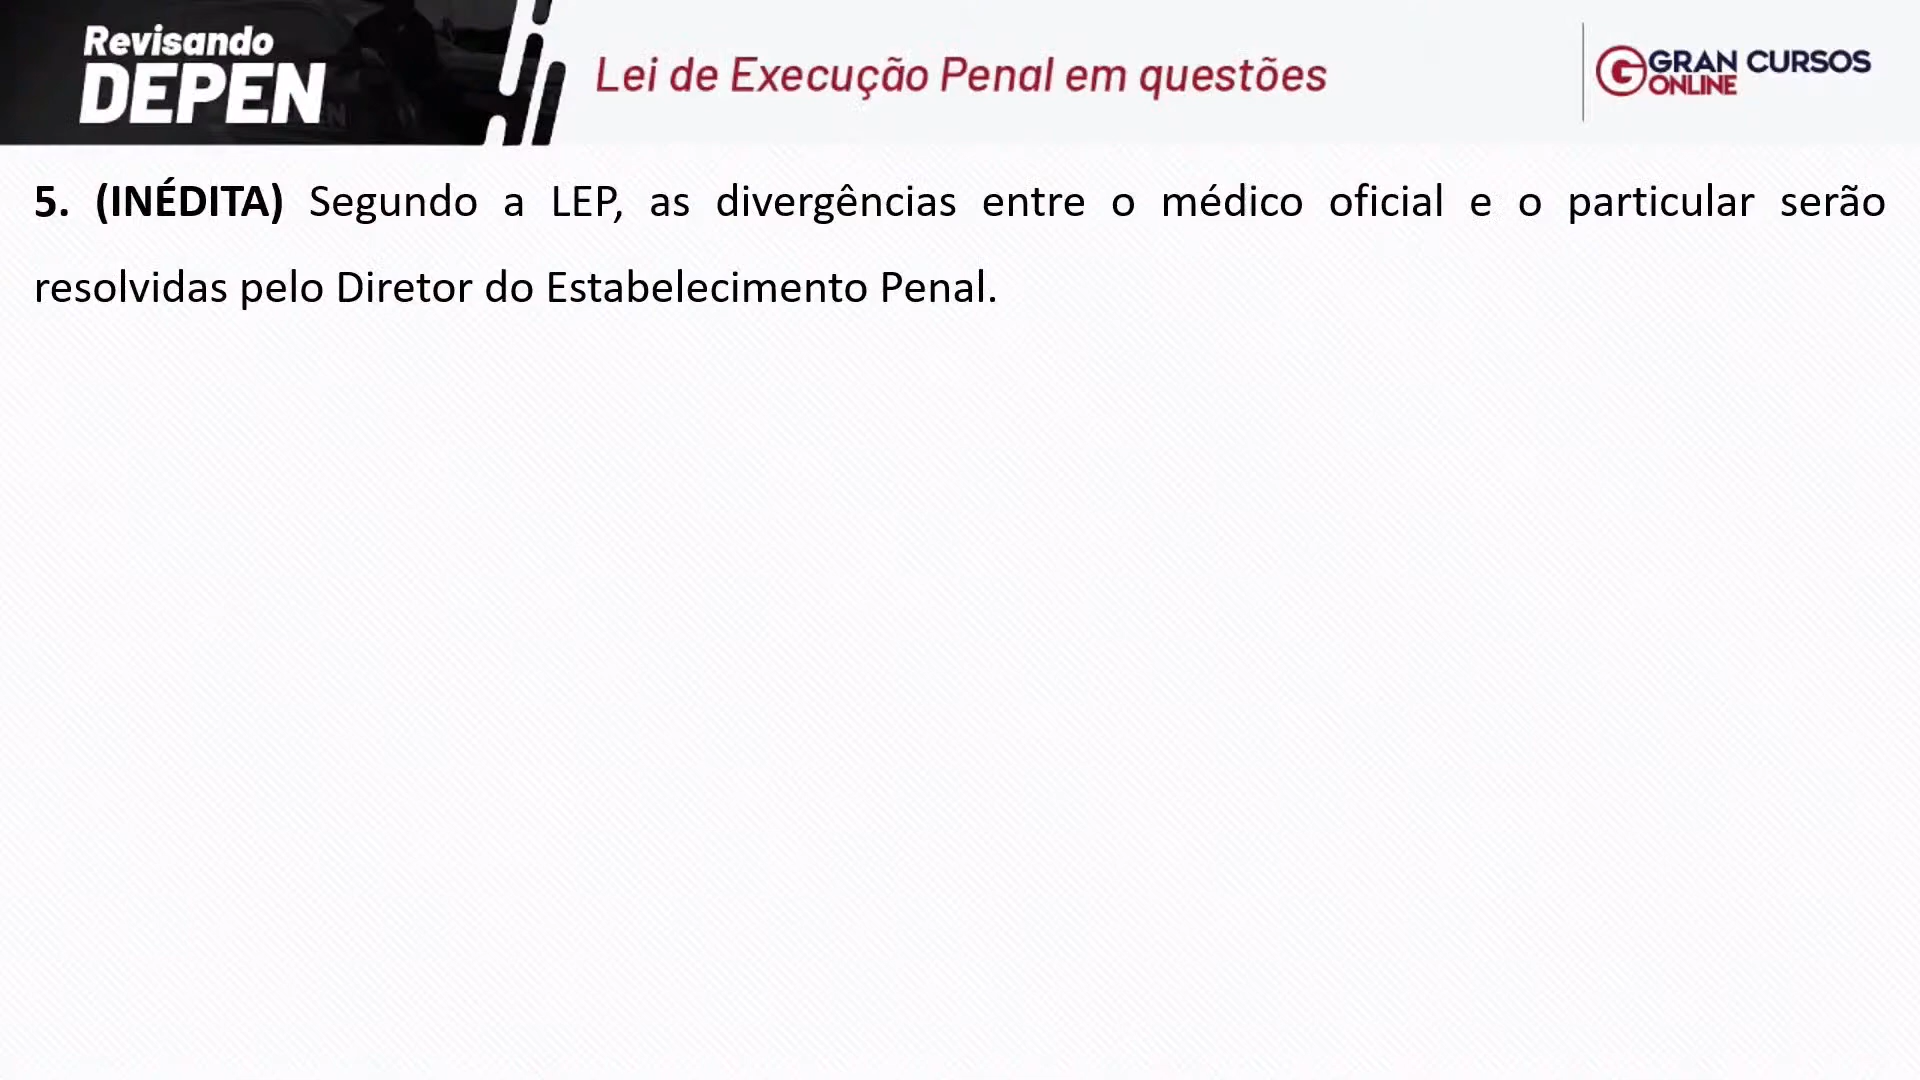 Revisando
DEPEN
Lei de Execução Penal em questões
GRAN CURSOS
ONLINE
5. (INÉDITA) Segundo a LEP, as divergências entre o médico oficial e o particular serão
resolvidas pelo Diretor do Estabelecimento Penal.